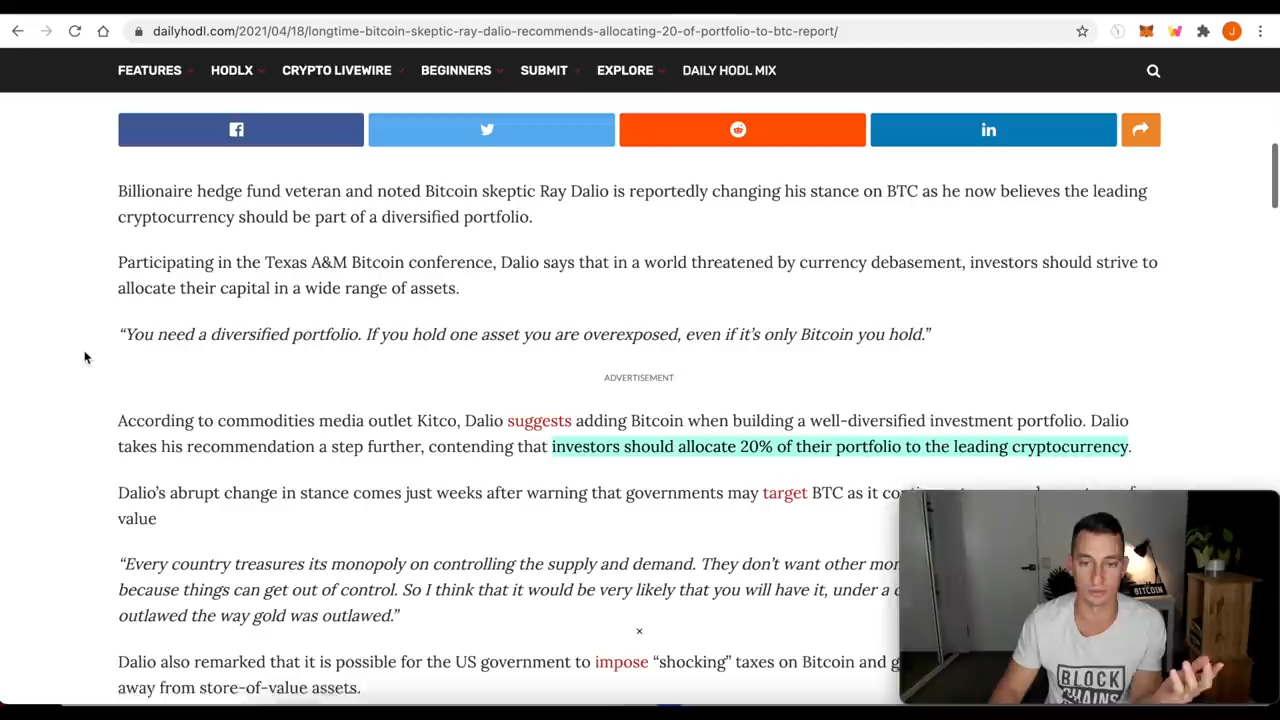 dailyhodl.com/2021/04/18/longtime-bitcoin-skeptic-ray-dalio-recommends-allocating-20-of-portfolio-to-btc-report/
J
FEATURES HODLX CRYPTO LIVEWIRE BEGINNERS SUBMIT EXPLORE DAILY HODL MIX
Billionaire hedge fund veteran and noted Bitcoin skeptic Ray Dalio is reportedly changing his stance on BTC as he now believes the leading
cryptocurrency should be part of a diversified portfolio.
Participating in the Texas A&M Bitcoin conference, Dalio says that in a world threatened by currency debasement, investors should strive to
allocate their capital in a wide range of assets.
“You need a diversified portfolio. If you hold one asset you are overexposed, even if it’s only Bitcoin you hold.”
ADVERTISEMENT
According to commodities media outlet Kitco, Dalio suggests adding Bitcoin when building a well-diversified investment portfolio. Dalio
takes his recommendation a step further, contending that investors should allocate 20% of their portfolio to the leading cryptocurrency.
Dalio’s abrupt change in stance comes just weeks after warning that governments may target BTC as it
value
“Every country treasures its monopoly on controlling the supply and demand. They don’t want other
because things can get out of control. So I think that it would be very likely that you will have it, under a
outlawed the way gold was outlawed.”
Dalio also remarked that it is possible for the US government to impose “shocking” taxes on Bitcoin and
away from store-of-value assets.
BITCOIN
BLOCK
CHAINS